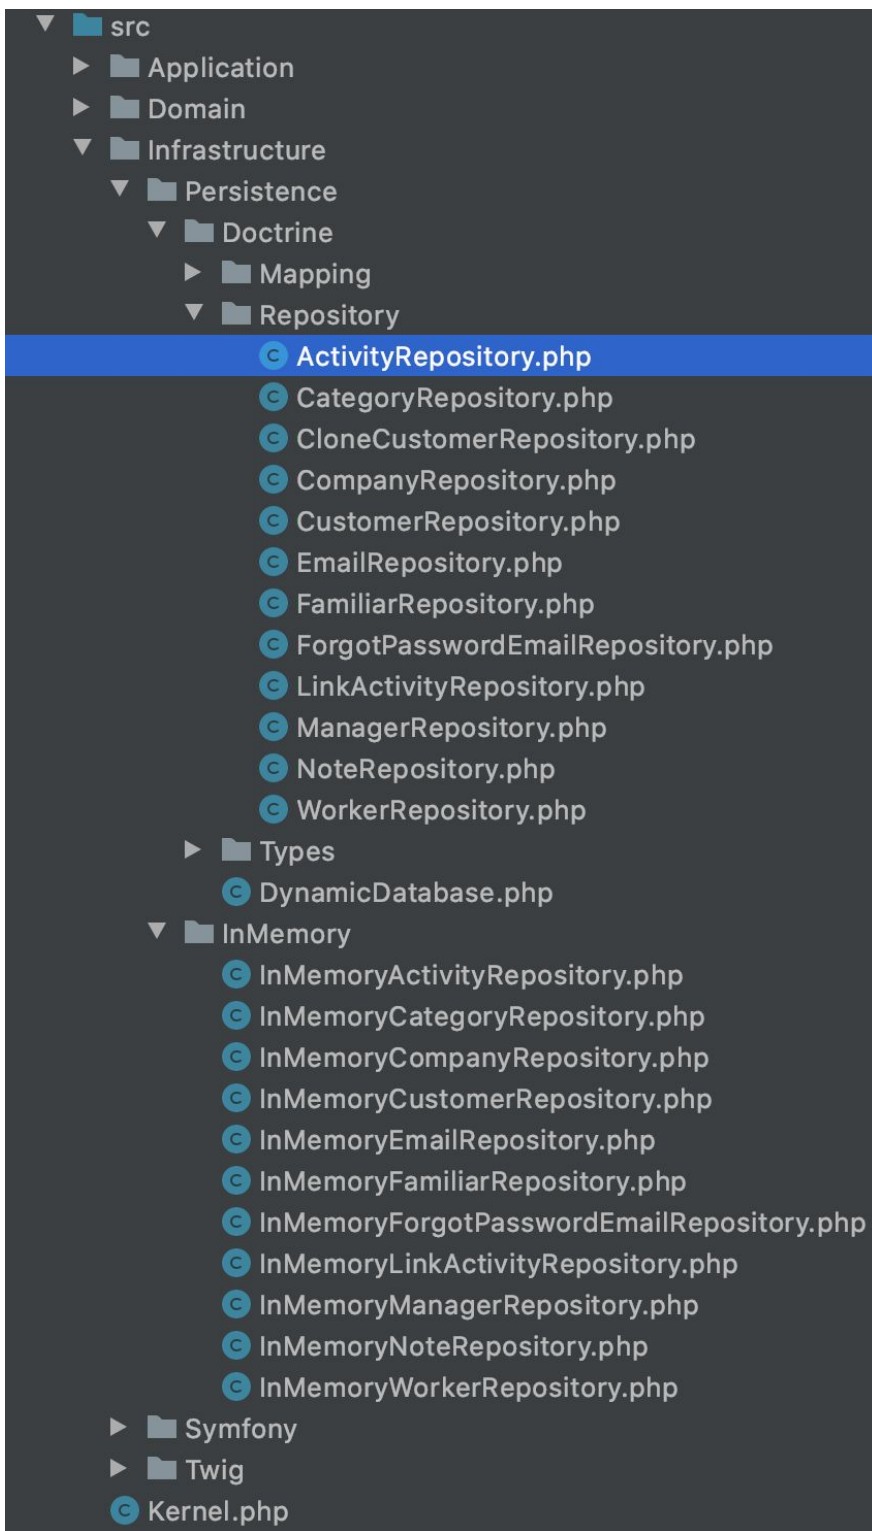 src
Application
Domain
Infrastructure
Persistence
Doctrine
Mapping
Repository
ActivityRepository.php
CategoryRepository.php
CloneCustomerRepository.php
CompanyRepository.php
CustomerRepository.php
EmailRepository.php
FamiliarRepository.php
ForgotPasswordEmailRepository.php
LinkActivityRepository.php
ManagerRepository.php
NoteRepository.php
WorkerRepository.php
Types
DynamicDatabase.php
InMemory
InMemoryActivityRepository.php
InMemoryCategoryRepository.php
InMemoryCompanyRepository.php
InMemoryCustomerRepository.php
InMemoryEmailRepository.php
InMemoryFamiliarRepository.php
InMemoryForgotPasswordEmailRepository.php
InMemoryLinkActivityRepository.php
InMemoryManagerRepository.php
InMemoryNoteRepository.php
InMemoryWorkerRepository.php
Symfony
Twig
Kernel.php